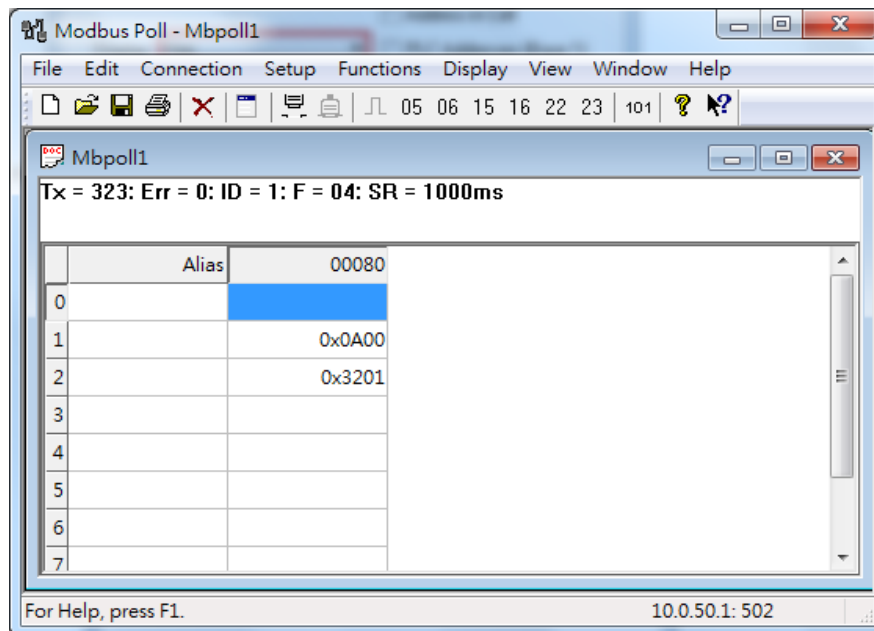 Modbus Poll - Mbpoll1
File Edit Connection Setup Functions Display View Window Help
05 06 15 16 22 23 101
Mbpoll1
Tx = 323: Err = 0: ID = 1: F = 04: SR = 1000ms
Alias 00080
0
1 0x0A00
2 0x3201
3
4
5
6
7
For Help, press F1. 10.0.50.1: 502